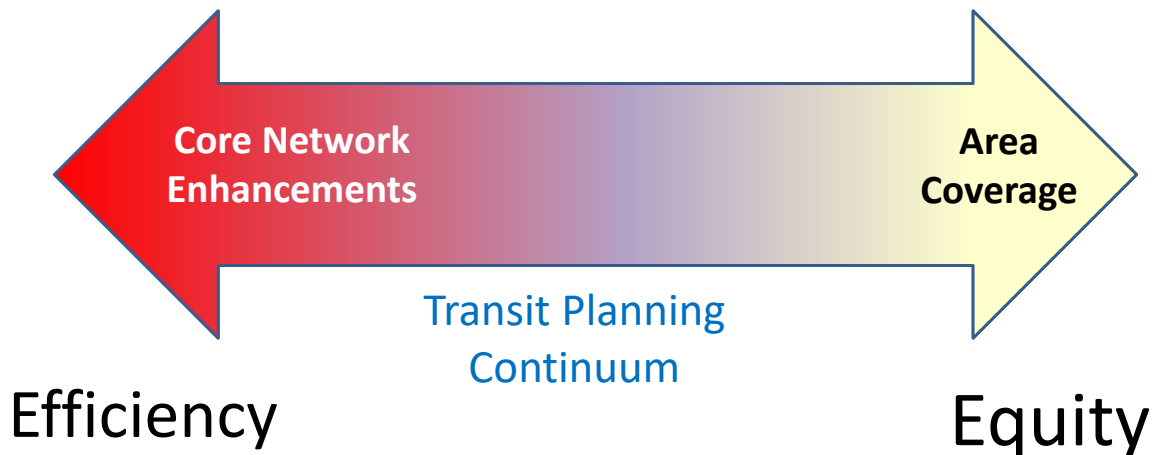 Core Network
Enhancements
Area
Coverage
Transit Planning
Continuum
Efficiency
Equity